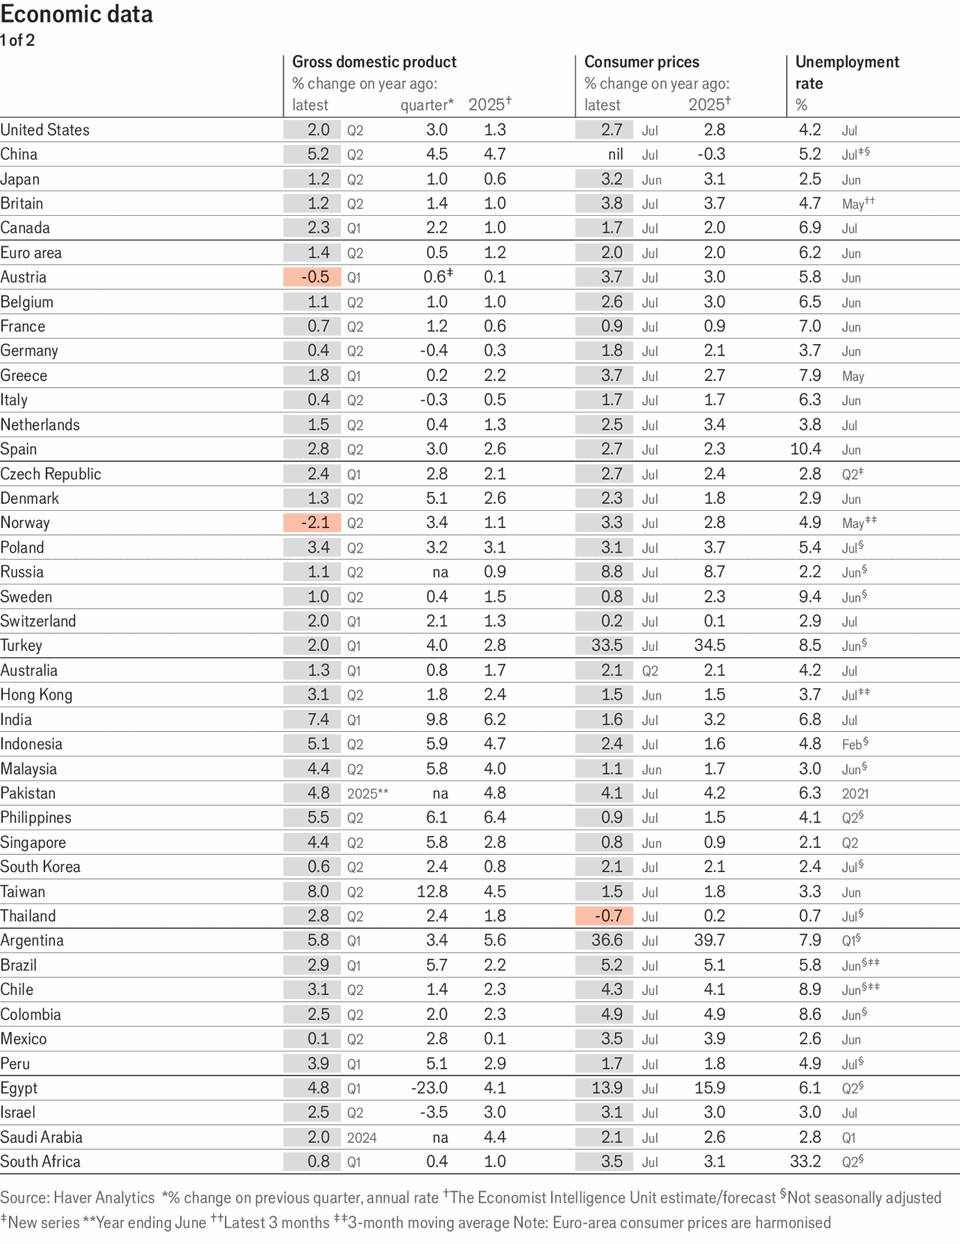 Economic data
1 of 2
Gross domestic product Consumer prices Unemployment
% change on year ago: % change on year ago: rate
latest quarter* 2025† latest 2025† %
United States 2.0 Q2 3.0 1.3 2.7 Jul 2.8 4.2 Jul
China 5.2 Q2 4.5 4.7 nil Jul -0.3 5.2 Jul‡§
Japan 1.2 Q2 1.0 0.6 3.2 Jun 3.1 2.5 Jun
Britain 1.2 Q2 1.4 1.0 3.8 Jul 3.7 4.7 May††
Canada 2.3 Q1 2.2 1.0 1.7 Jul 2.0 6.9 Jul
Euro area 1.4 Q2 0.5 1.2 2.0 Jul 2.0 6.2 Jun
Austria -0.5 Q1 0.6‡ 0.1 3.7 Jul 3.0 5.8 Jun
Belgium 1.1 Q2 1.0 1.0 2.6 Jul 3.0 6.5 Jun
France 0.7 Q2 1.2 0.6 0.9 Jul 0.9 7.0 Jun
Germany 0.4 Q2 -0.4 0.3 1.8 Jul 2.1 3.7 Jun
Greece 1.8 Q1 0.2 2.2 3.7 Jul 2.7 7.9 May
Italy 0.4 Q2 -0.3 0.5 1.7 Jul 1.7 6.3 Jun
Netherlands 1.5 Q2 0.4 1.3 2.5 Jul 3.4 3.8 Jul
Spain 2.8 Q2 3.0 2.6 2.7 Jul 2.3 10.4 Jun
Czech Republic 2.4 Q1 2.8 2.1 2.7 Jul 2.4 2.8 Q2‡
Denmark 1.3 Q2 5.1 2.6 2.3 Jul 1.8 2.9 Jun
Norway -2.1 Q2 3.4 1.1 3.3 Jul 2.8 4.9 May‡‡
Poland 3.4 Q2 3.2 3.1 3.1 Jul 3.7 5.4 Jul§
Russia 1.1 Q2 na 0.9 8.8 Jul 8.7 2.2 Jun§
Sweden 1.0 Q2 0.4 1.5 0.8 Jul 2.3 9.4 Jun§
Switzerland 2.0 Q1 2.1 1.3 0.2 Jul 0.1 2.9 Jul
Turkey 2.0 Q1 4.0 2.8 33.5 Jul 34.5 8.5 Jun§
Australia 1.3 Q1 0.8 1.7 2.1 Q2 2.1 4.2 Jul
Hong Kong 3.1 Q2 1.8 2.4 1.5 Jun 1.5 3.7 Jul‡‡
India 7.4 Q1 9.8 6.2 1.6 Jul 3.2 6.8 Jul
Indonesia 5.1 Q2 5.9 4.7 2.4 Jul 1.6 4.8 Feb§
Malaysia 4.4 Q2 5.8 4.0 1.1 Jun 1.7 3.0 Jun§
Pakistan 4.8 2025** na 4.8 4.1 Jul 4.2 6.3 2021
Philippines 5.5 Q2 6.1 6.4 0.9 Jul 1.5 4.1 Q2§
Singapore 4.4 Q2 5.8 2.8 0.8 Jun 0.9 2.1 Q2
South Korea 0.6 Q2 2.4 0.8 2.1 Jul 2.1 2.4 Jul§
Taiwan 8.0 Q2 12.8 4.5 1.5 Jul 1.8 3.3 Jun
Thailand 2.8 Q2 2.4 1.8 -0.7 Jul 0.2 0.7 Jul§
Argentina 5.8 Q1 3.4 5.6 36.6 Jul 39.7 7.9 Q1§
Brazil 2.9 Q1 5.7 2.2 5.2 Jul 5.1 5.8 Jun§‡‡
Chile 3.1 Q2 1.4 2.3 4.3 Jul 4.1 8.9 Jun§‡‡
Colombia 2.5 Q2 2.0 2.3 4.9 Jul 4.9 8.6 Jun§
Mexico 0.1 Q2 2.8 0.1 3.5 Jul 3.9 2.6 Jun
Peru 3.9 Q1 5.1 2.9 1.7 Jul 1.8 4.9 Jul§
Egypt 4.8 Q1 -23.0 4.1 13.9 Jul 15.9 6.1 Q2§
Israel 2.5 Q2 -3.5 3.0 3.1 Jul 3.0 3.0 Jul
Saudi Arabia 2.0 2024 na 4.4 2.1 Jul 2.6 2.8 Q1
South Africa 0.8 Q1 0.4 1.0 3.5 Jul 3.1 33.2 Q2§
Source: Haver Analytics *% change on previous quarter, annual rate †The Economist Intelligence Unit estimate/forecast §Not seasonally adjusted
‡New series **Year ending June ††Latest 3 months ‡‡3-month moving average Note: Euro-area consumer prices are harmonised